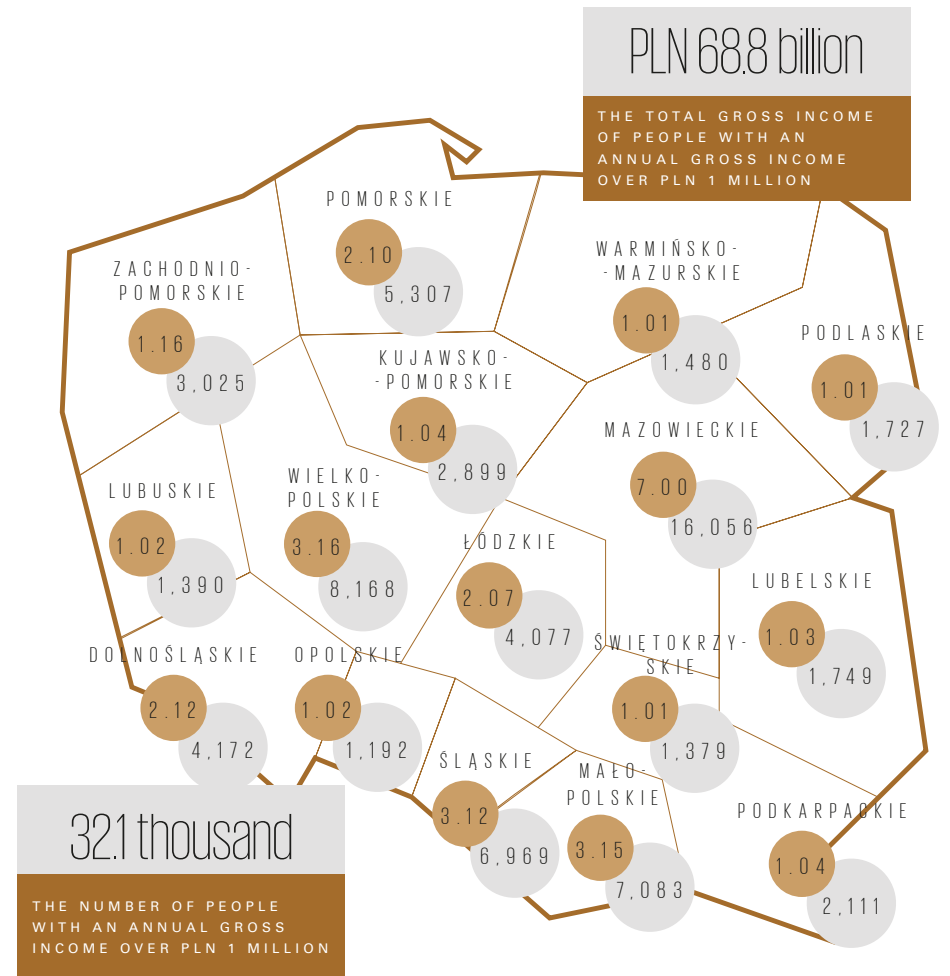 PLN 68.8 billion
THE TOTAL GROSS INCOME
OF PEOPLE WITH AN
ANNUAL GROSS INCOME
OVER PLN 1 MILLION
POMORSKIE
2.10
5,307
WARMIŃSKO-
-MAZURSKIE
1.01
1,480
ZACHODNIO-
POMORSKIE
1.16
3,025
PODLASKIE
1.01
1,727
KUJAWSKO-
-POMORSKIE
1.04
2,899
MAZOWIECKIE
7.00
16,056
WIELKO-
POLSKIE
3.16
8,168
LUBUSKIE
1.02
1,390
ŁÓDZKIE
2.07
4,077
LUBELSKIE
1.03
1,749
DOLNOŚLĄSKIE
2.12
4,172
OPOLSKIE
1.02
1,192
ŚWIĘTOKRZY-
SKIE
1.01
1,379
ŚLĄSKIE
3.12
6,969
MAŁO-
POLSKIE
3.15
7,083
PODKARPACKIE
1.04
2,111
32.1 thousand
THE NUMBER OF PEOPLE
WITH AN ANNUAL GROSS
INCOME OVER PLN 1 MILLION